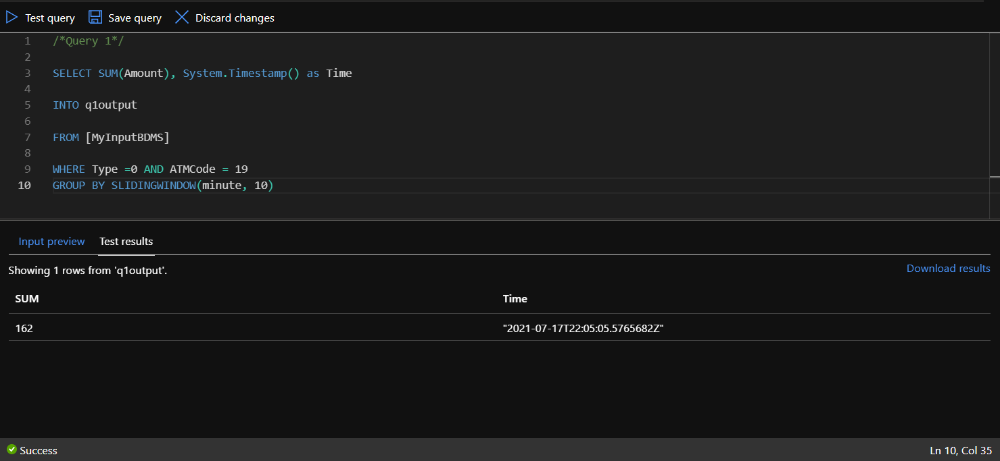 Test query Save query Discard changes
1 /*Query 1*/
2
3 SELECT SUM(Amount), System.Timestamp() as Time
4
5 INTO q1output
6
7 FROM [MyInputBDMS]
8
9 WHERE Type =0 AND ATMCode = 19
10 GROUP BY SLIDINGWINDOW(minute, 10)
Input preview Test results
Showing 1 rows from 'q1output'. Download results
SUM Time
162 "2021-07-17T22:05:05.5765682Z"
Success Ln 10, Col 35